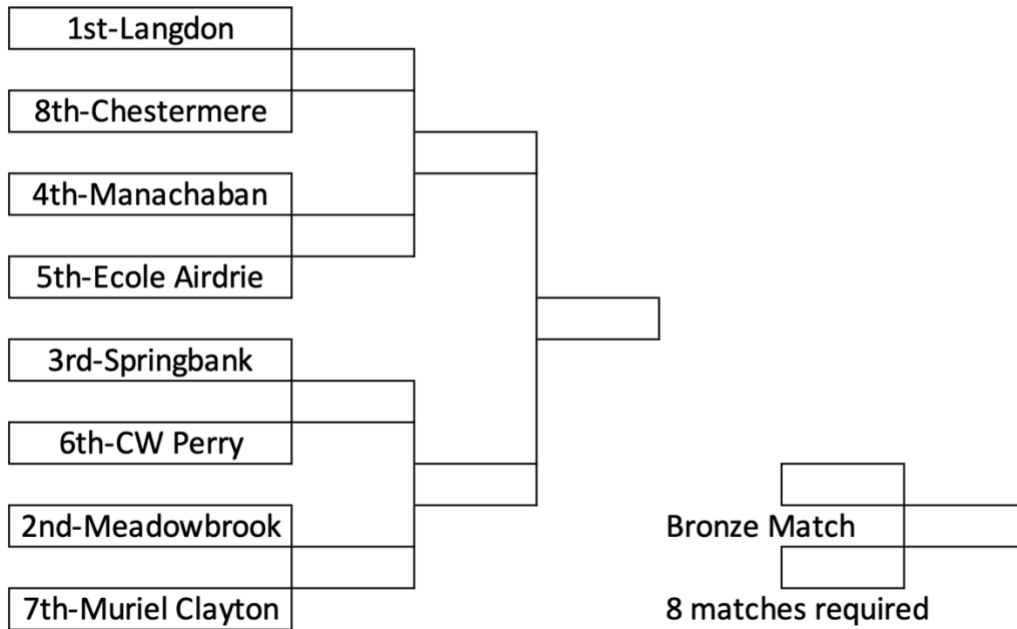 1st-Langdon
8th-Chestermere
4th-Manachaban
5th-Ecole Airdrie
3rd-Springbank
6th-CW Perry
2nd-Meadowbrook
7th-Muriel Clayton
Bronze Match
8 matches required